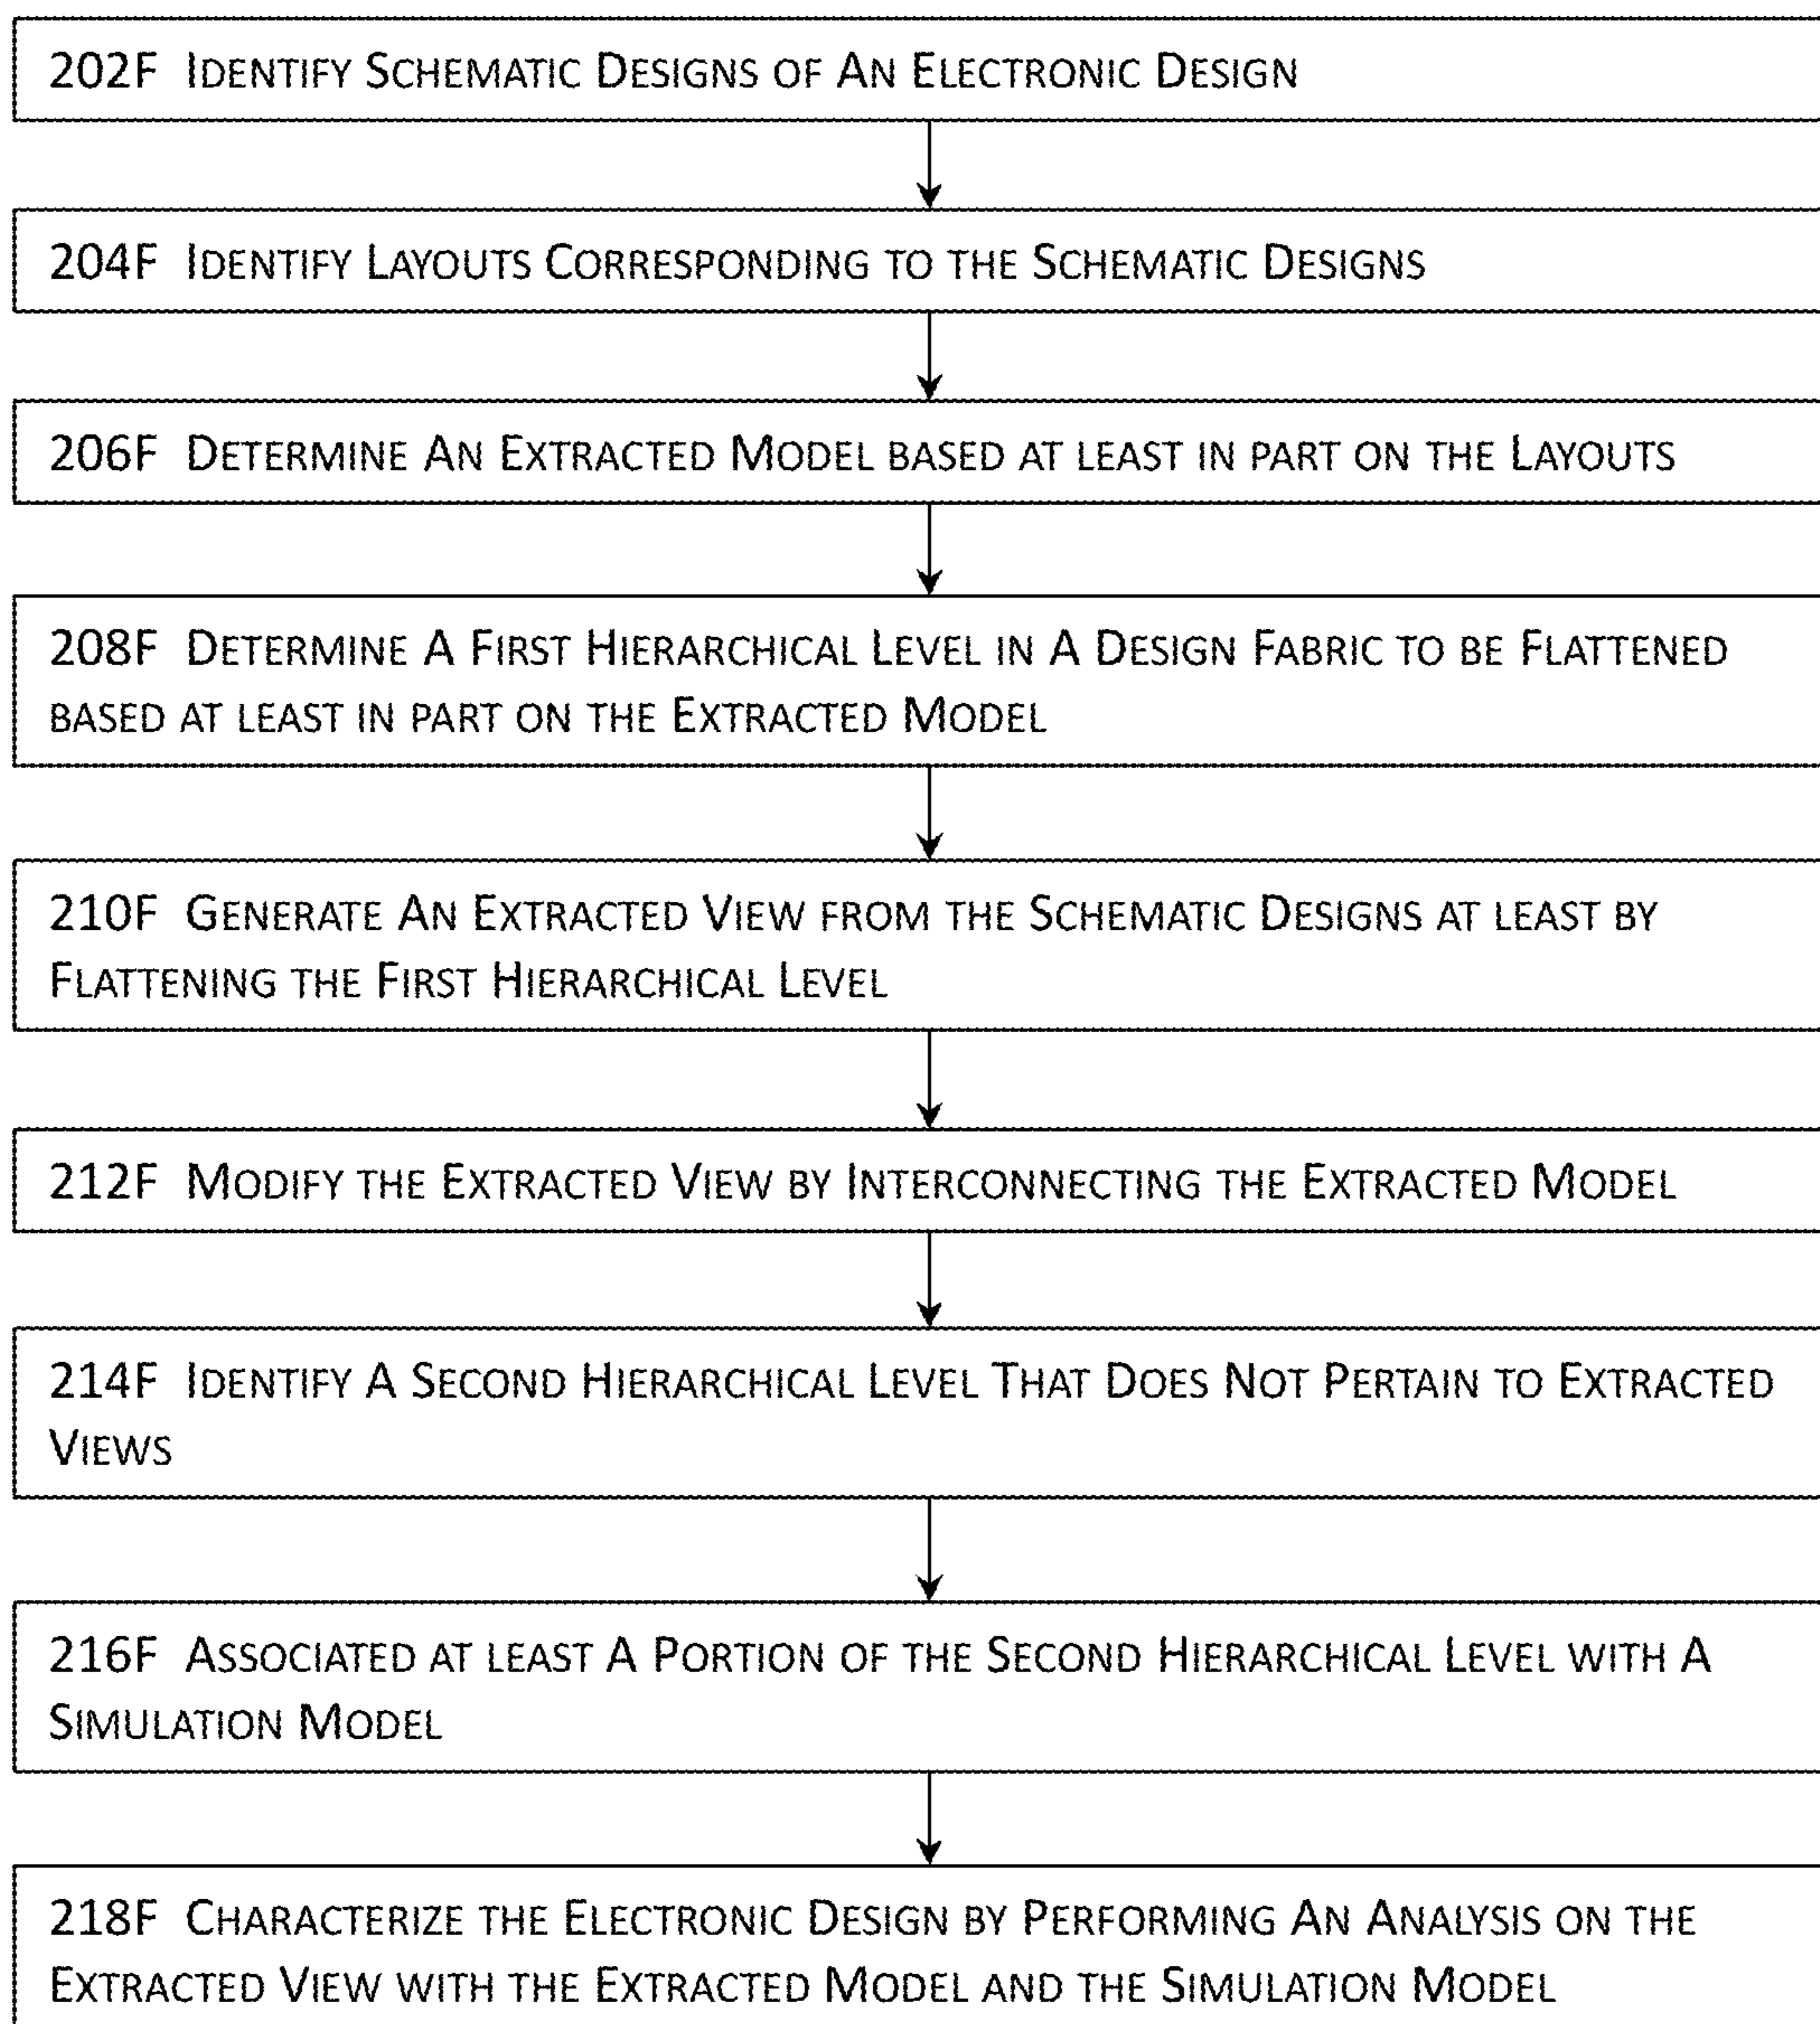 202F IDENTIFY SCHEMATIC DESIGNS OF AN ELECTRONIC DESIGN
204F IDENTIFY LAYOUTS CORRESPONDING TO THE SCHEMATIC DESIGNS
206F DETERMINE AN EXTRACTED MODEL BASED AT LEAST IN PART ON THE LAYOUTS
208F DETERMINE A FIRST HIERARCHICAL LEVEL IN A DESIGN FABRIC TO BE FLATTENED
BASED AT LEAST IN PART ON THE EXTRACTED MODEL
210F GENERATE AN EXTRACTED VIEW FROM THE SCHEMATIC DESIGNS AT LEAST BY
FLATTENING THE FIRST HIERARCHICAL LEVEL
212F MODIFY THE EXTRACTED VIEW BY INTERCONNECTING THE EXTRACTED MODEL
214F IDENTIFY A SECOND HIERARCHICAL LEVEL THAT DOES NOT PERTAIN TO EXTRACTED
VIEWS
216F ASSOCIATED AT LEAST A PORTION OF THE SECOND HIERARCHICAL LEVEL WITH A
SIMULATION MODEL
218F CHARACTERIZE THE ELECTRONIC DESIGN BY PERFORMING AN ANALYSIS ON THE
EXTRACTED VIEW WITH THE EXTRACTED MODEL AND THE SIMULATION MODEL